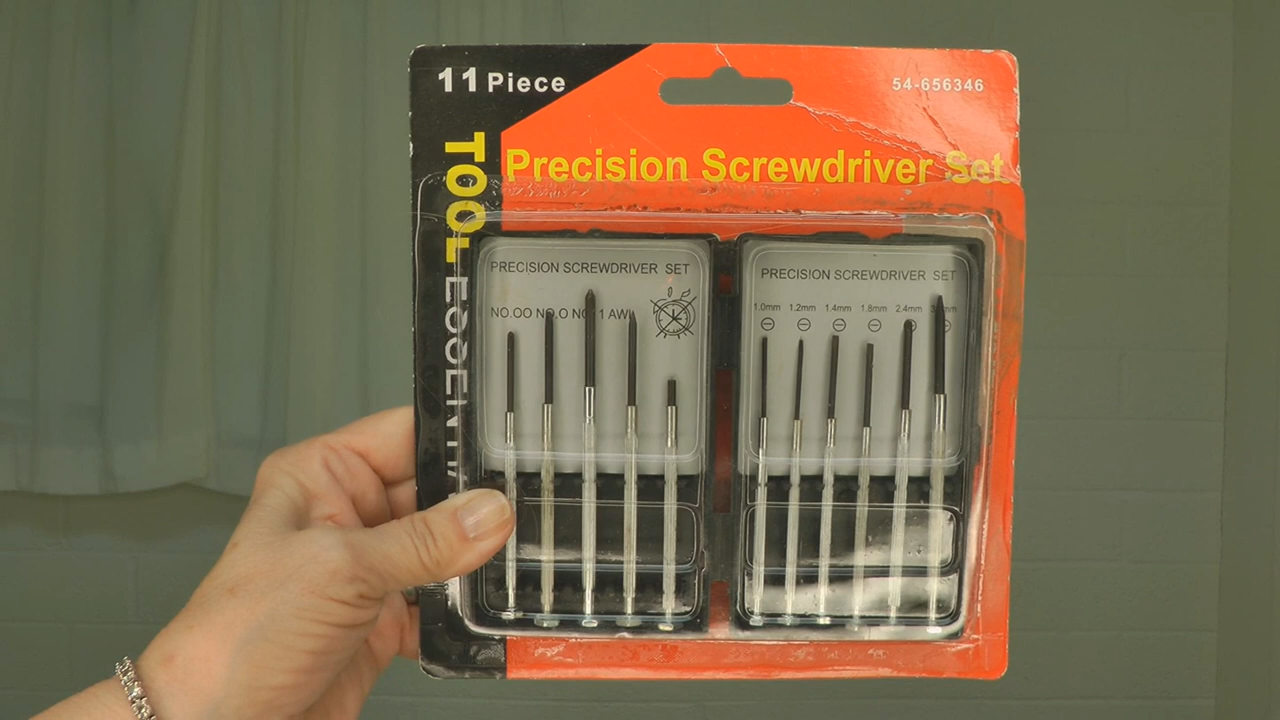 11 Piece
54-656346
Precision Screwdriver Set
TOOL
PRECISION SCREWDRIVER SET
NO.OO NO.O NO. 1 AWL
PRECISION SCREWDRIVER SET
1.0mm 1.2mm 1.4mm 1.8mm 2.4mm